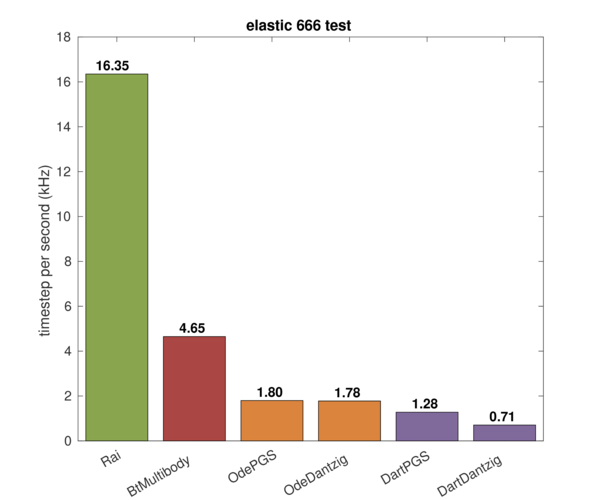 elastic 666 test
timestep per second (kHz)
18
16
14
12
10
8
6
4
2
0
16.35
4.65
1.80
1.78
1.28
0.71
Rai
BtMultibody
OdePGS
OdeDantzig
DartPGS
DartDantzig